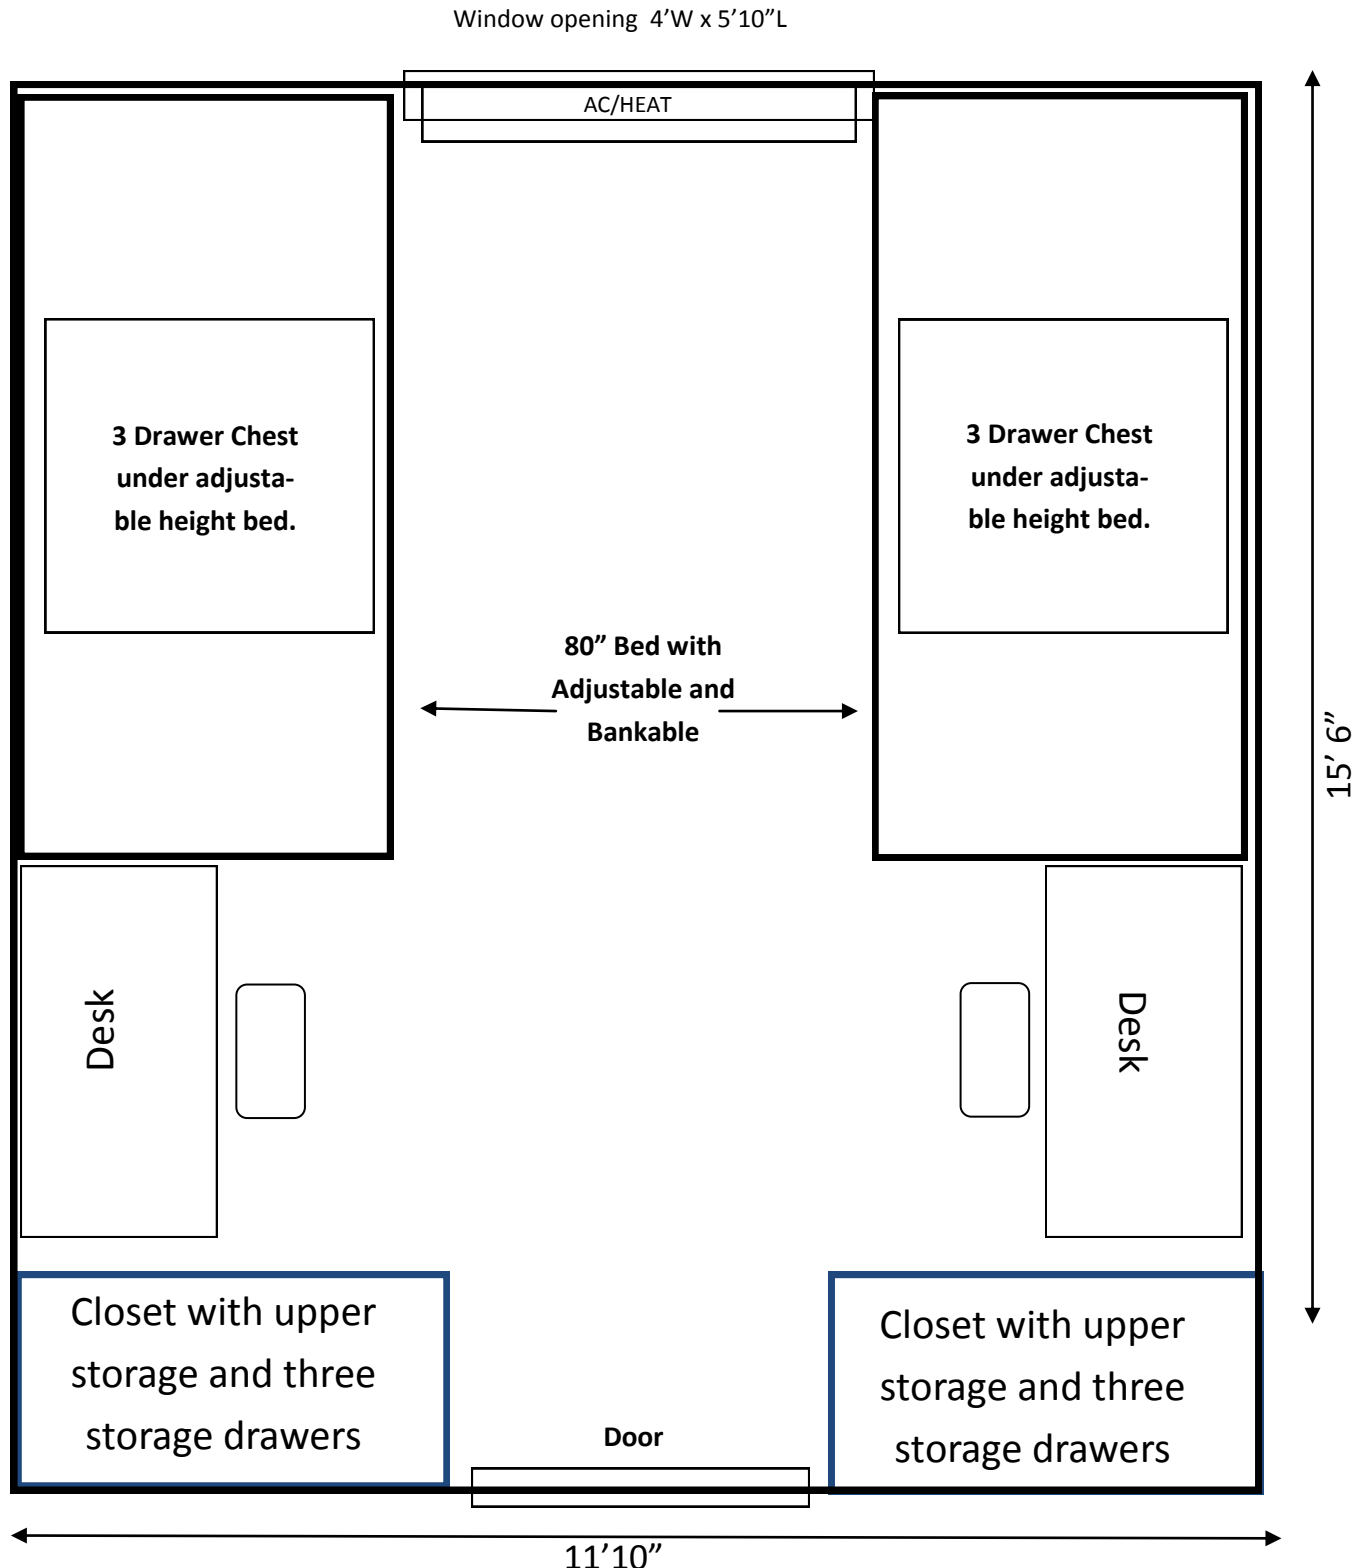 Window opening  4’W x 5’10”L
AC/HEAT
3 Drawer Chest
under adjusta-
ble height bed.
3 Drawer Chest
under adjusta-
ble height bed.
80” Bed with
Adjustable and
Bankable
15’ 6”
Desk
Desk
Closet with upper
storage and three
storage drawers
Closet with upper
storage and three
storage drawers
Door
11’10”